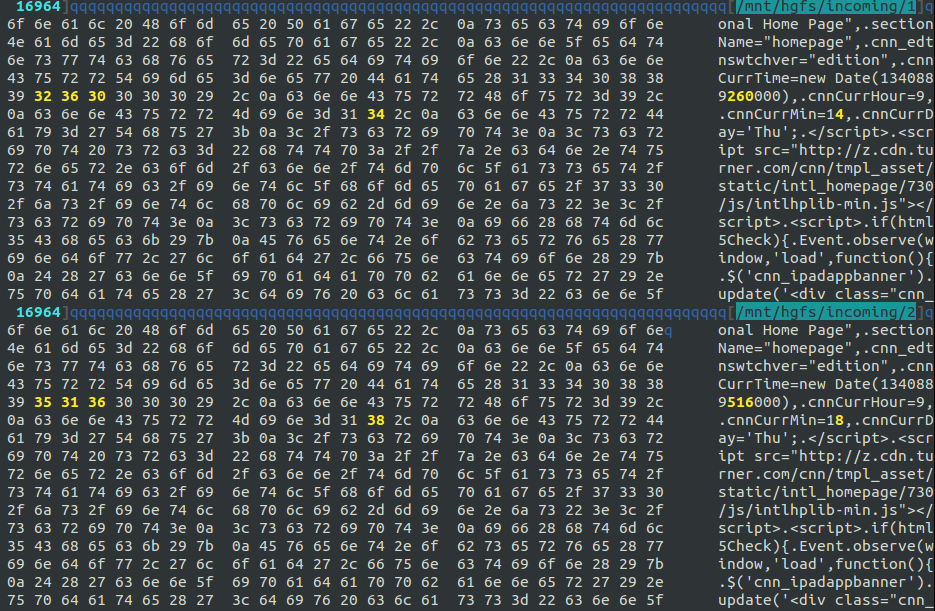 16964]qqqqqqqqqqqqqqqqqqqqqqqqqqqqqqqqqqqqqqqqqqqqqqqqqqqqqqqqqqqqqqqqqqqqqqqqq[/mnt/hgfs/incoming/1]q
6f 6e 61 6c 20 48 6f 6d 65 20 50 61 67 65 22 2c 0a 73 65 63 74 69 6f 6e onal Home Page",.section
4e 61 6d 65 3d 22 68 6f 6d 65 70 61 67 65 22 2c 0a 63 6e 6e 5f 65 64 74 Name="homepage",.cnn_edt
6e 73 77 74 63 68 76 65 72 3d 22 65 64 69 74 69 6f 6e 22 2c 0a 63 6e 6e nswtchver="edition",.cnn
43 75 72 72 54 69 6d 65 3d 6e 65 77 20 44 61 74 65 28 31 33 34 30 38 38 CurrTime=new Date(134088
39 32 36 30 30 30 30 29 2c 0a 63 6e 6e 43 75 72 72 48 6f 75 72 3d 39 2c 9260000),.cnnCurrHour=9,
0a 63 6e 6e 43 75 72 72 4d 69 6e 3d 31 34 2c 0a 63 6e 6e 43 75 72 72 44 .cnnCurrMin=14,.cnnCurrD
61 79 3d 27 54 68 75 27 3b 0a 3c 2f 73 63 72 69 70 74 3e 0a 3c 73 63 72 ay='Thu';.</script>.<scr
69 70 74 20 73 72 63 3d 22 68 74 74 70 3a 2f 2f 7a 2e 63 64 6e 2e 74 75 ipt src="http://z.cdn.tu
72 6e 65 72 2e 63 6f 6d 2f 63 6e 6e 2f 74 6d 70 6c 5f 61 73 73 65 74 2f rner.com/cnn/tmpl_asset/
73 74 61 74 69 63 2f 69 6e 74 6c 5f 68 6f 6d 65 70 61 67 65 2f 37 33 30 static/intl_homepage/730
2f 6a 73 2f 69 6e 74 6c 68 70 6c 69 62 2d 6d 69 6e 2e 6a 73 22 3e 3c 2f /js/intlhplib-min.js"></
73 63 72 69 70 74 3e 0a 3c 73 63 72 69 70 74 3e 0a 69 66 28 68 74 6d 6c script>.<script>.if(html
35 43 68 65 63 6b 29 7b 0a 45 76 65 6e 74 2e 6f 62 73 65 72 76 65 28 77 5Check){.Event.observe(w
69 6e 64 6f 77 2c 27 6c 6f 61 64 27 2c 66 75 6e 63 74 69 6f 6e 28 29 7b indow,'load',function(){
0a 24 28 27 63 6e 6e 5f 69 70 61 64 61 70 70 62 61 6e 6e 65 72 27 29 2e .$('cnn_ipadappbanner').
75 70 64 61 74 65 28 27 3c 64 69 76 20 63 6c 61 73 73 3d 22 63 6e 6e 5f update('<div class="cnn_
16964]qqqqqqqqqqqqqqqqqqqqqqqqqqqqqqqqqqqqqqqqqqqqqqqqqqqqqqqqqqqqqqqqqqqqqqqqq[/mnt/hgfs/incoming/2]q
6f 6e 61 6c 20 48 6f 6d 65 20 50 61 67 65 22 2c 0a 73 65 63 74 69 6f 6eq onal Home Page",.section
4e 61 6d 65 3d 22 68 6f 6d 65 70 61 67 65 22 2c 0a 63 6e 6e 5f 65 64 74 Name="homepage",.cnn_edt
6e 73 77 74 63 68 76 65 72 3d 22 65 64 69 74 69 6f 6e 22 2c 0a 63 6e 6e nswtchver="edition",.cnn
43 75 72 72 54 69 6d 65 3d 6e 65 77 20 44 61 74 65 28 31 33 34 30 38 38 CurrTime=new Date(134088
39 35 31 36 30 30 30 29 2c 0a 63 6e 6e 43 75 72 72 48 6f 75 72 3d 39 2c 9516000),.cnnCurrHour=9,
0a 63 6e 6e 43 75 72 72 4d 69 6e 3d 31 38 2c 0a 63 6e 6e 43 75 72 72 44 .cnnCurrMin=18,.cnnCurrD
61 79 3d 27 54 68 75 27 3b 0a 3c 2f 73 63 72 69 70 74 3e 0a 3c 73 63 72 ay='Thu';.</script>.<scr
69 70 74 20 73 72 63 3d 22 68 74 74 70 3a 2f 2f 7a 2e 63 64 6e 2e 74 75 ipt src="http://z.cdn.tu
72 6e 65 72 2e 63 6f 6d 2f 63 6e 6e 2f 74 6d 70 6c 5f 61 73 73 65 74 2f rner.com/cnn/tmpl_asset/
73 74 61 74 69 63 2f 69 6e 74 6c 5f 68 6f 6d 65 70 61 67 65 2f 37 33 30 static/intl_homepage/730
2f 6a 73 2f 69 6e 74 6c 68 70 6c 69 62 2d 6d 69 6e 2e 6a 73 22 3e 3c 2f /js/intlhplib-min.js"></
73 63 72 69 70 74 3e 0a 3c 73 63 72 69 70 74 3e 0a 69 66 28 68 74 6d 6c script>.<script>.if(html
35 43 68 65 63 6b 29 7b 0a 45 76 65 6e 74 2e 6f 62 73 65 72 76 65 28 77 5Check){.Event.observe(w
69 6e 64 6f 77 2c 27 6c 6f 61 64 27 2c 66 75 6e 63 74 69 6f 6e 28 29 7b indow,'load',function(){
0a 24 28 27 63 6e 6e 5f 69 70 61 64 61 70 70 62 61 6e 6e 65 72 27 29 2e .$('cnn_ipadappbanner').
75 70 64 61 74 65 28 27 3c 64 69 76 20 63 6c 61 73 73 3d 22 63 6e 6e 5f update('<div class="cnn_